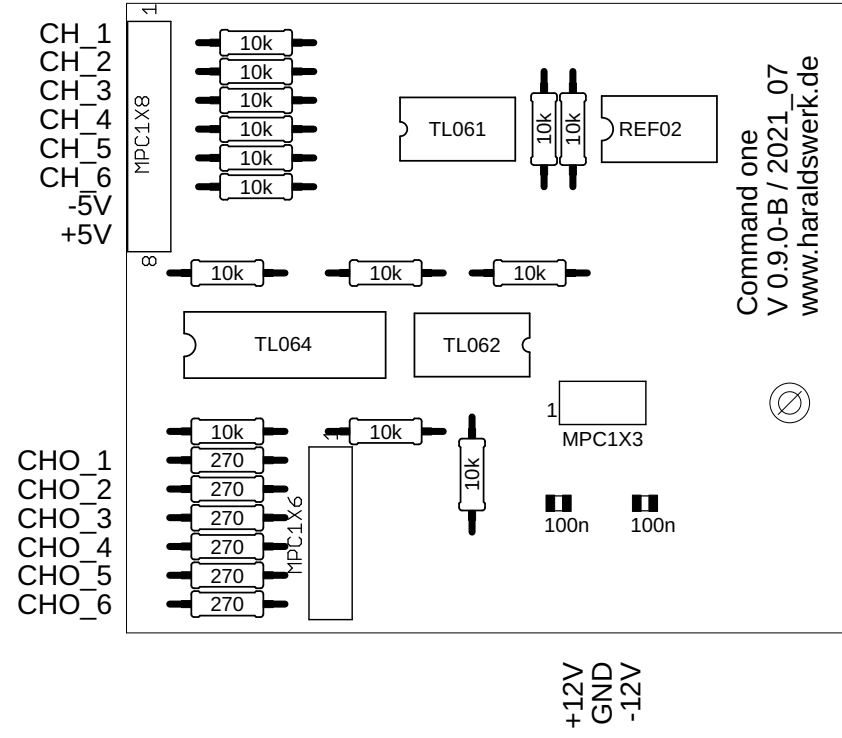 1
CH_1
CH_2
CH_3
CH_4
CH_5
CH_6
-5V
+5V
MPC1X8
8
10k
10k
10k
10k
10k
10k
TL061
10k
10k
REF02
Command one
V 0.9.0-B / 2021_07
www.haraldswerk.de
10k
10k
10k
TL064
TL062
1
MPC1X3
10k
10k
1
10k
270
270
270
270
270
270
MPC1X6
100n
100n
CHO_1
CHO_2
CHO_3
CHO_4
CHO_5
CHO_6
+12V
GND
-12V